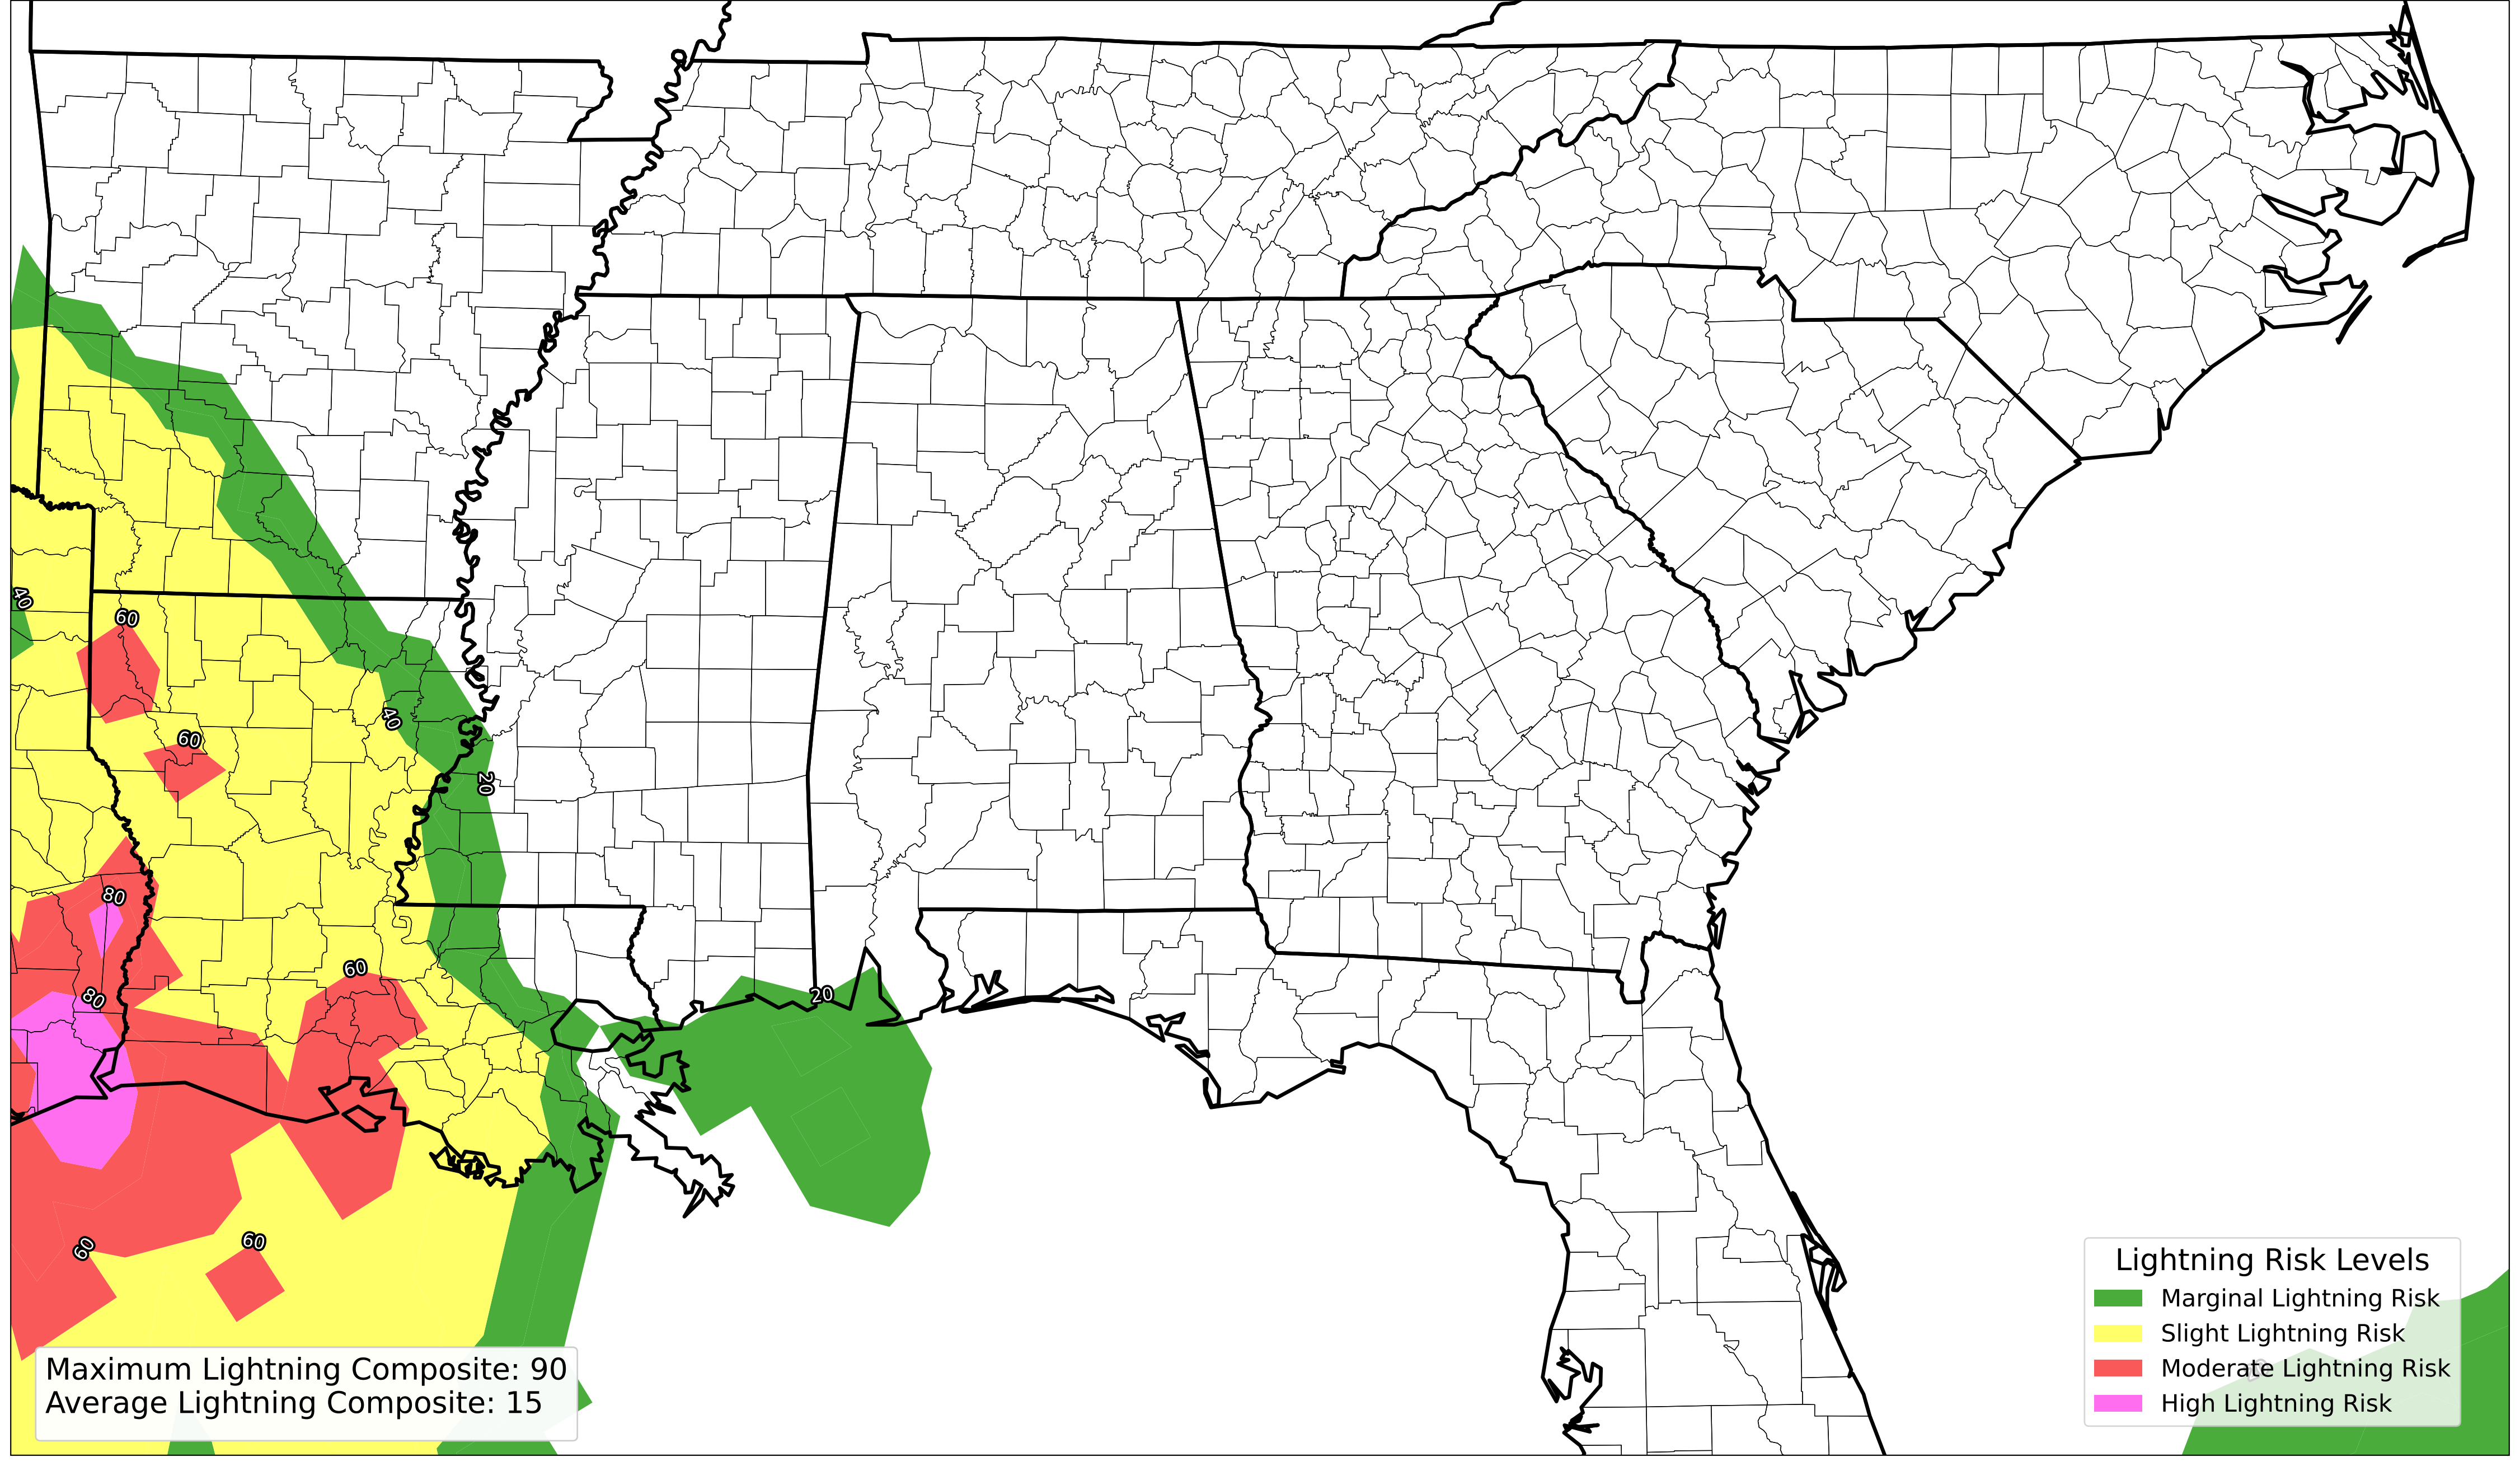 40
60
60
40
20
80
80
60
20
60
60
Lightning Risk Levels
Marginal Lightning Risk
Slight Lightning Risk
Moderate Lightning Risk
High Lightning Risk
Maximum Lightning Composite: 90
Average Lightning Composite: 15